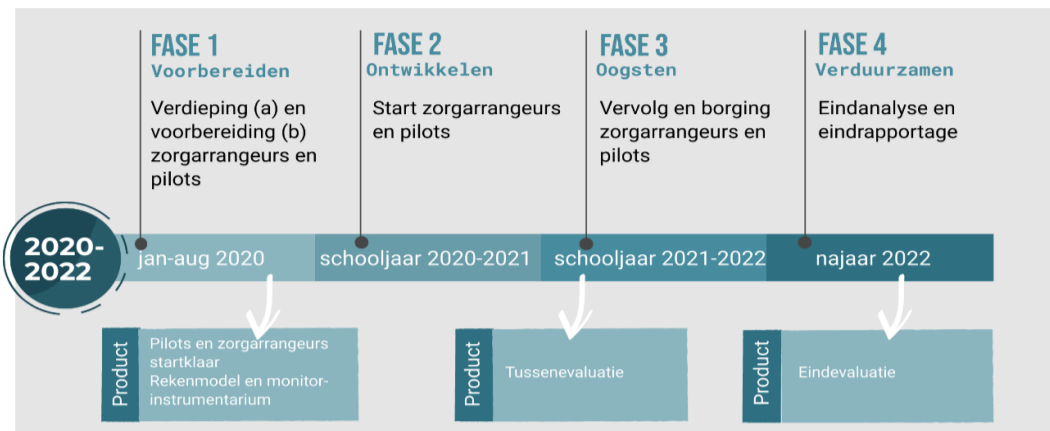 FASE 1
Voorbereiden
Verdieping (a) en
voorbereiding (b)
zorgarrangeurs en
pilots
FASE 2
Ontwikkelen
Start zorgarrangeurs
en pilots
FASE 3
Oogsten
Vervolg en borging
zorgarrangeurs en
pilots
FASE 4
Verduurzamen
Eindanalyse en
eindrapportage
2020-
2022
jan-aug 2020
schooljaar 2020-2021
schooljaar 2021-2022
najaar 2022
Product
Pilots en zorgarrangeurs
startklaar
Rekenmodel en monitor-
instrumentarium
Product
Tussenevaluatie
Product
Eindevaluatie